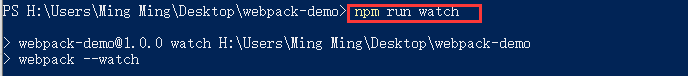 PS H:\Users\Ming Ming\Desktop\webpack-demo> npm run watch
> webpack-demo@1.0.0 watch H:\Users\Ming Ming\Desktop\webpack-demo
> webpack --watch